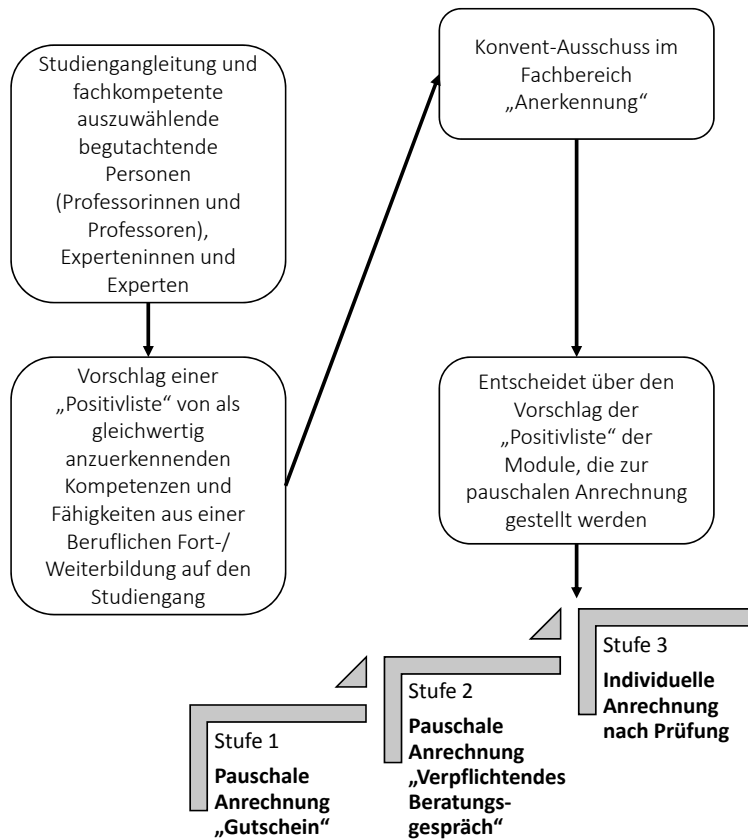 Studiengangleitung und
fachkompetente
auszuwählende
begutachtende
Personen
(Professorinnen und
Professoren),
Experteninnen und
Experten
Vorschlag einer
„Positivliste“ von als
gleichwertig
anzuerkennenden
Kompetenzen und
Fähigkeiten aus einer
Beruflichen Fort-/
Weiterbildung auf den
Studiengang
Konvent-Ausschuss im
Fachbereich
„Anerkennung“
Entscheidet über den
Vorschlag der
„Positivliste“ der
Module, die zur
pauschalen Anrechnung
gestellt werden
Stufe 1
Pauschale
Anrechnung
„Gutschein“
Stufe 2
Pauschale
Anrechnung
„Verpflichtendes
Beratungs-
gespräch“
Stufe 3
Individuelle
Anrechnung
nach Prüfung